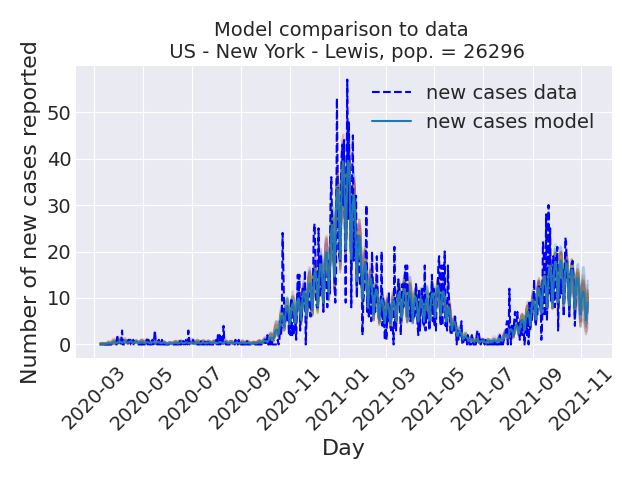 Model comparison to data
US - New York - Lewis, pop. = 26296
new cases data
new cases model
Number of new cases reported
50
40
30
20
10
0
2020-03
2020-05
2020-07
2020-09
2020-11
2021-01
2021-03
2021-05
2021-07
2021-09
2021-11
Day